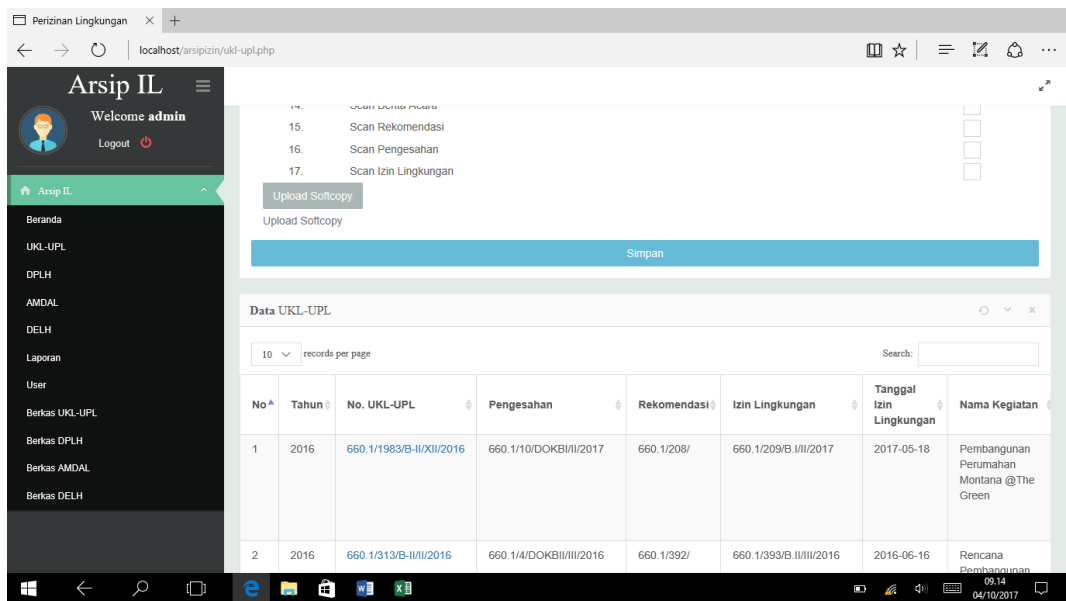 Perizinan Lingkungan
localhost/arsipizin/ukl-upl.php
Arsip IL
Welcome admin
Logout
Arsip IL
Beranda
UKL-UPL
DPLH
AMDAL
DELH
Laporan
User
Berkas UKL-UPL
Berkas DPLH
Berkas AMDAL
Berkas DELH
14. Scan Berita Acara
15. Scan Rekomendasi
16. Scan Pengesahan
17. Scan Izin Lingkungan
Upload Softcopy
Upload Softcopy
Simpan
Data UKL-UPL
10 records per page Search:
No Tahun No. UKL-UPL Pengesahan Rekomendasi Izin Lingkungan Tanggal Izin Lingkungan Nama Kegiatan
1 2016 660.1/1983/B-II/XII/2016 660.1/10/DOKBI/II/2017 660.1/208/ 660.1/209/B.I/II/2017 2017-05-18 Pembangunan
Perumahan
Montana @The
Green
2 2016 660.1/313/B-II/II/2016 660.1/4/DOKBII/III/2016 660.1/392/ 660.1/393/B.II/III/2016 2016-06-16 Rencana
Pembangunan
09.14
04/10/2017